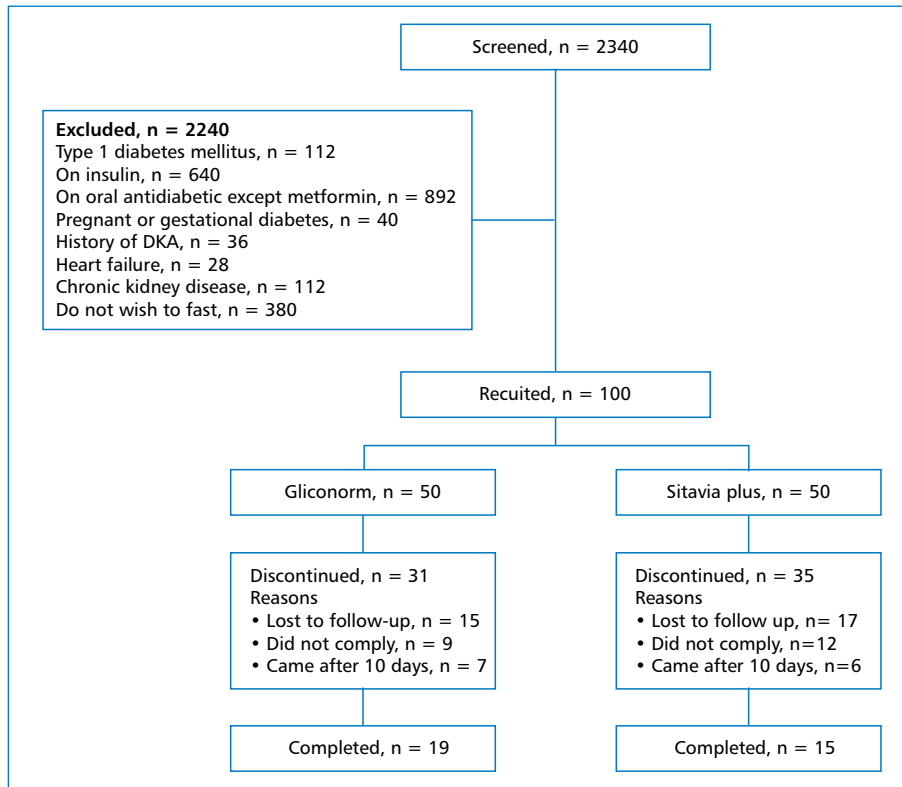 Screened, n = 2340
Excluded, n = 2240
Type 1 diabetes mellitus, n = 112
On insulin, n = 640
On oral antidiabetic except metformin, n = 892
Pregnant or gestational diabetes, n = 40
History of DKA, n = 36
Heart failure, n = 28
Chronic kidney disease, n = 112
Do not wish to fast, n = 380
Recuited, n = 100
Gliconorm, n = 50
Sitavia plus, n = 50
Discontinued, n = 31
Reasons
• Lost to follow-up, n = 15
• Did not comply, n = 9
• Came after 10 days, n = 7
Discontinued, n = 35
Reasons
• Lost to follow up, n= 17
• Did not comply, n=12
• Came after 10 days, n=6
Completed, n = 19
Completed, n = 15